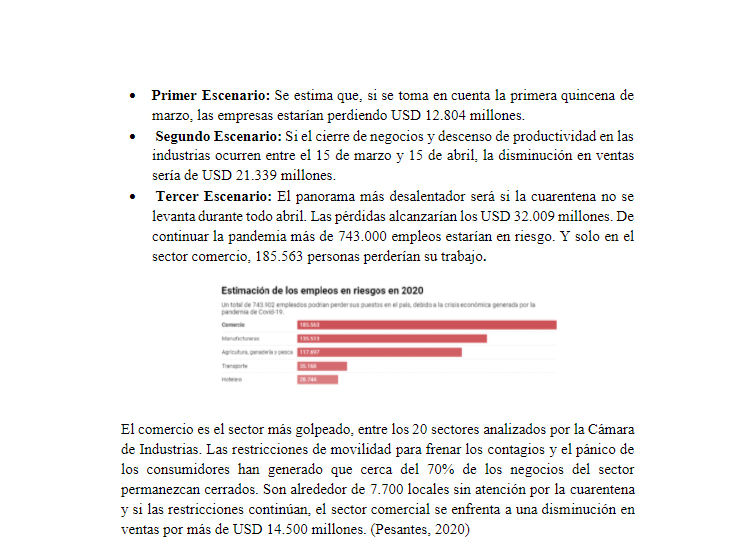 • Primer Escenario: Se estima que, si se toma en cuenta la primera quincena de
marzo, las empresas estarían perdiendo USD 12.804 millones.
• Segundo Escenario: Si el cierre de negocios y descenso de productividad en las
industrias ocurren entre el 15 de marzo y 15 de abril, la disminución en ventas
sería de USD 21.339 millones.
• Tercer Escenario: El panorama más desalentador será si la cuarentena no se
levanta durante todo abril. Las pérdidas alcanzarían los USD 32.009 millones. De
continuar la pandemia más de 743.000 empleos estarían en riesgo. Y solo en el
sector comercio, 185.563 personas perderían su trabajo.
Estimación de los empleos en riesgos en 2020
Un total de 743.902 empleados podrían perder sus puestos en el país, debido a la crisis económica generada por la
pandemia de Covid-19.
Comercio 185.563
Manufactureras
Agricultura, ganadería y pesca 117.697
Transporte
Hotelero
El comercio es el sector más golpeado, entre los 20 sectores analizados por la Cámara
de Industrias. Las restricciones de movilidad para frenar los contagios y el pánico de
los consumidores han generado que cerca del 70% de los negocios del sector
permanezcan cerrados. Son alrededor de 7.700 locales sin atención por la cuarentena
y si las restricciones continúan, el sector comercial se enfrenta a una disminución en
ventas por más de USD 14.500 millones. (Pesantes, 2020)